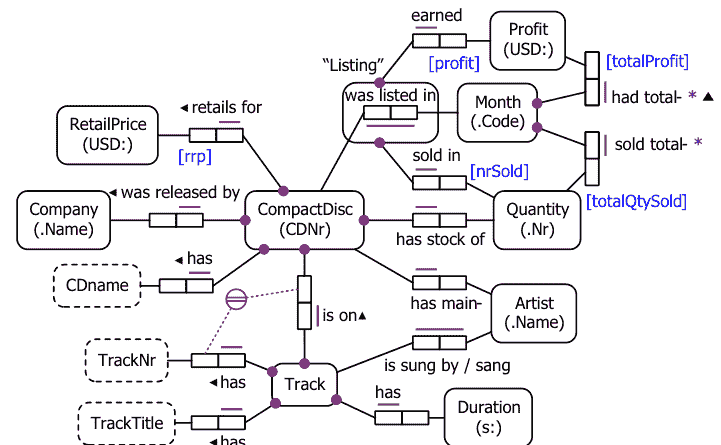 earned
Profit
(USD:)
[profit]
[totalProfit]
"Listing"
was listed in
Month
(.Code)
had total- * ▲
◄ retails for
RetailPrice
(USD:)
[rrp]
sold total- *
sold in
[nrSold]
[totalQtySold]
◄ was released by
Company
(.Name)
CompactDisc
(CDNr)
Quantity
(.Nr)
has stock of
◄ has
CDname
has main-
Artist
(.Name)
is on▲
is sung by / sang
TrackNr
◄ has
Track
has
TrackTitle
◄ has
Duration
(s:)